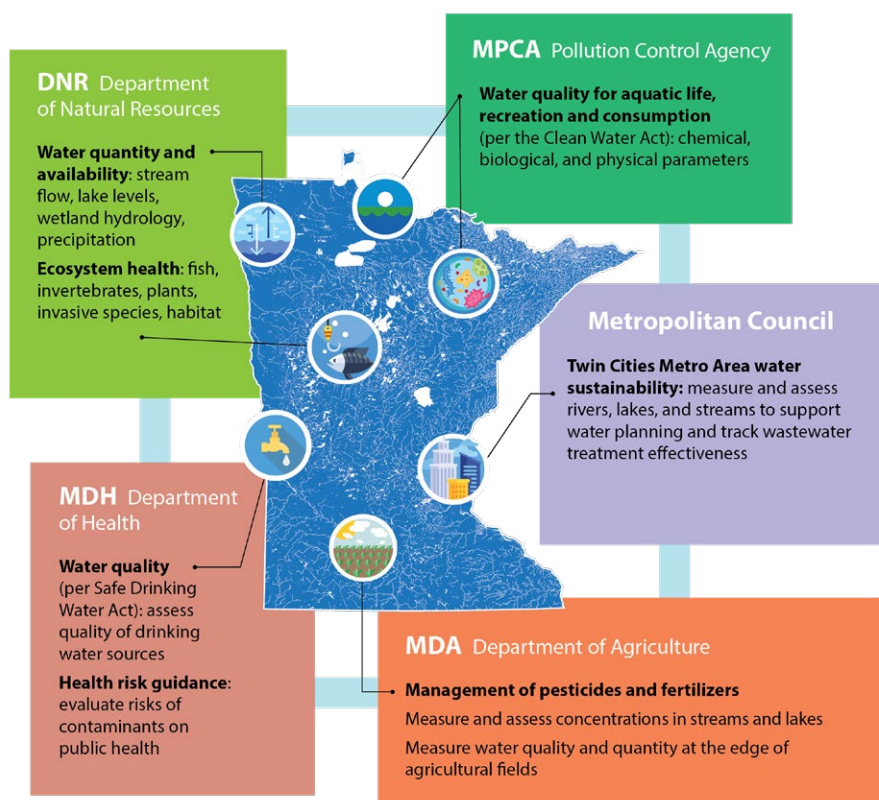 DNR Department
of Natural Resources
Water quantity and
availability: stream
flow, lake levels,
wetland hydrology,
precipitation
Ecosystem health: fish,
invertebrates, plants,
invasive species, habitat
MPCA Pollution Control Agency
Water quality for aquatic life,
recreation and consumption
(per the Clean Water Act): chemical,
biological, and physical parameters
Metropolitan Council
Twin Cities Metro Area water
sustainability: measure and assess
rivers, lakes, and streams to support
water planning and track wastewater
treatment effectiveness
MDH Department
of Health
Water quality
(per Safe Drinking
Water Act): assess
quality of drinking
water sources
Health risk guidance:
evaluate risks of
contaminants on
public health
MDA Department of Agriculture
Management of pesticides and fertilizers
Measure and assess concentrations in streams and lakes
Measure water quality and quantity at the edge of
agricultural fields